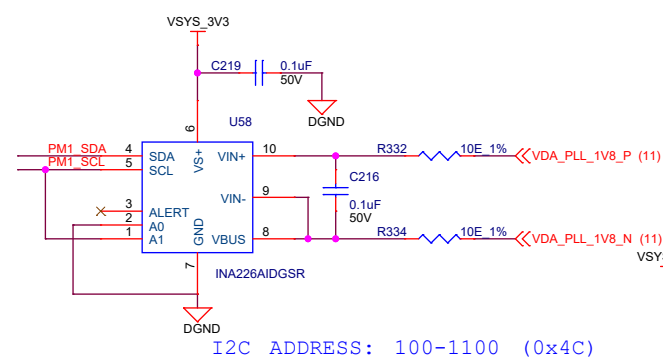 VSYS_3V3
C219
0.1uF
50V
DGND
U58
6
PM1_SDA
4
SDA
VS+
VIN+
10
R332
10E_1%
VDA_PLL_1V8_P (11)
PM1_SCL
5
SCL
C216
0.1uF
50V
VIN-
9
3
ALERT
2
A0
1
A1
GND
VBUS
8
R334
10E_1%
VDA_PLL_1V8_N (11)
VSY
7
INA226AIDGSR
DGND
I2C ADDRESS: 100-1100 (0x4C)